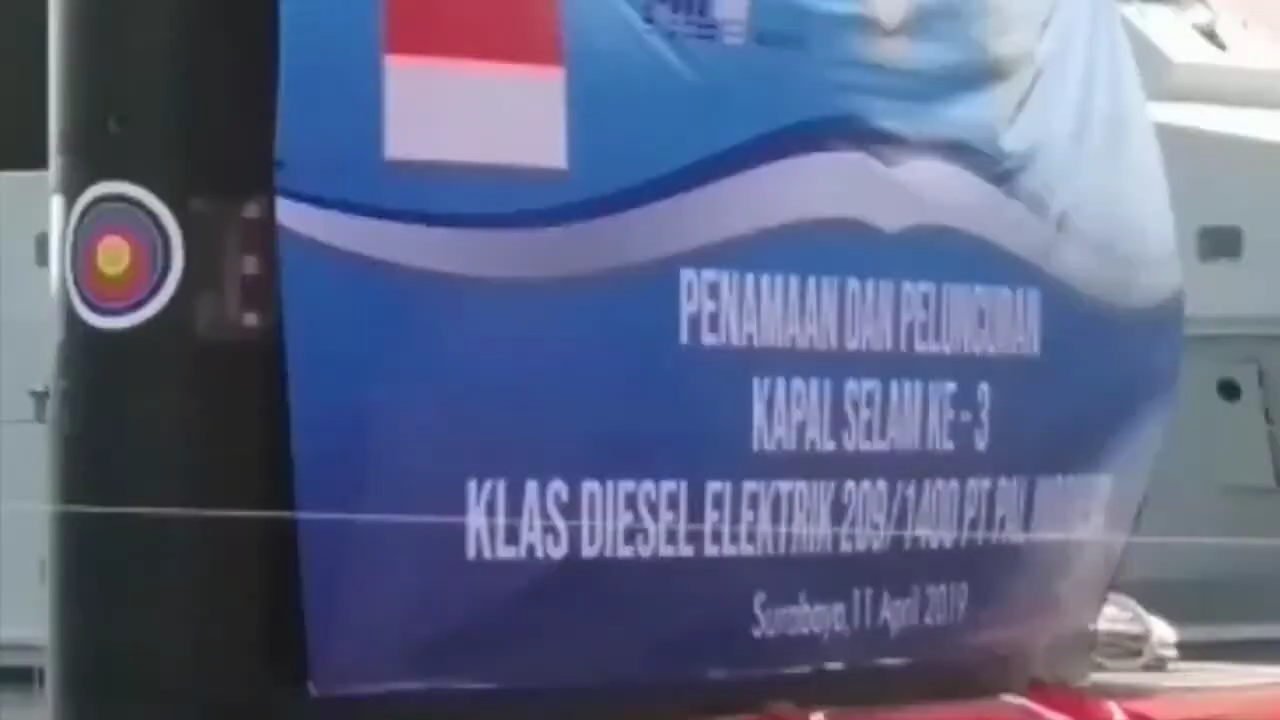 PENAMAAN DAN PELUNCURAN
KAPAL SELAM KE - 3
KLAS DIESEL ELEKTRIK 209/1400 PT PAL
Surabaya, 11 April 2019